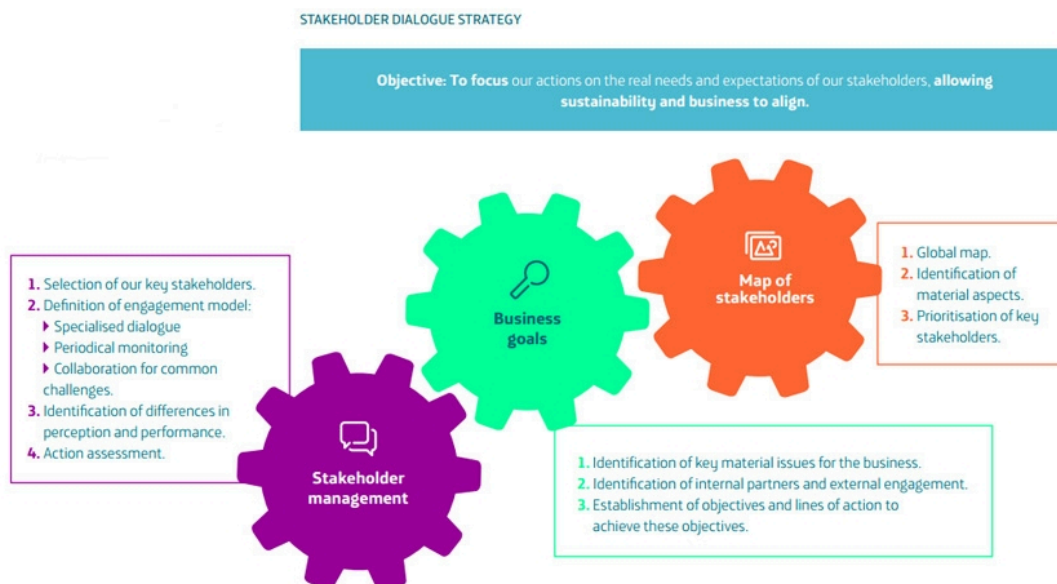 STAKEHOLDER DIALOGUE STRATEGY
Objective: To focus our actions on the real needs and expectations of our stakeholders, allowing
sustainability and business to align.
Map of
stakeholders
1. Global map.
2. Identification of
material aspects.
3. Prioritisation of key
stakeholders.
Business
goals
1. Identification of key material issues for the business.
2. Identification of internal partners and external engagement.
3. Establishment of objectives and lines of action to
achieve these objectives.
Stakeholder
management
1. Selection of our key stakeholders.
2. Definition of engagement model:
Specialised dialogue
Periodical monitoring
Collaboration for common
challenges.
3. Identification of differences in
perception and performance.
4. Action assessment.